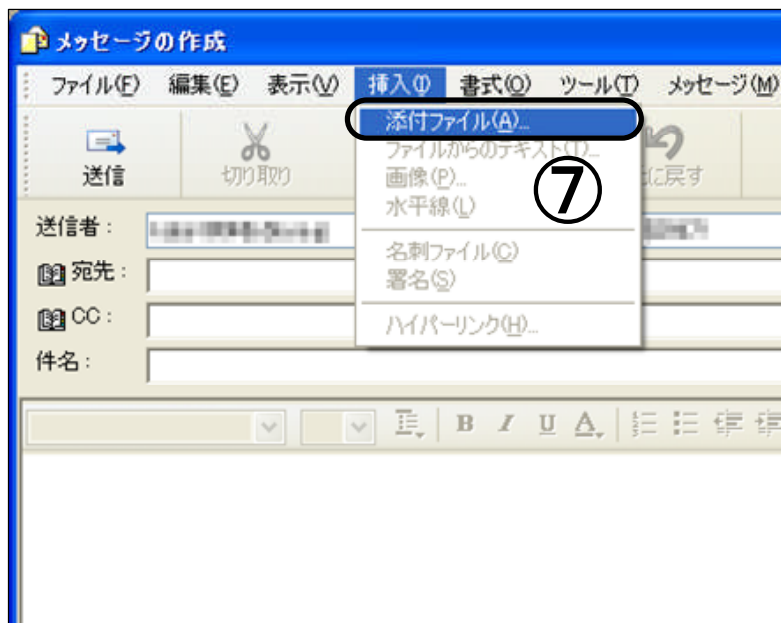 メッセージの作成
ファイル(F) 編集(E) 表示(V) 挿入(I) 書式(O) ツール(T) メッセージ(M)
添付ファイル(A)...
ファイルからのテキスト(T)...
画像(P)...
水平線(L)
名刺ファイル(C)
署名(S)
ハイパーリンク(H)...
⑦
送信 切り取り に戻す
送信者:
宛先:
CC:
件名:
B I U A